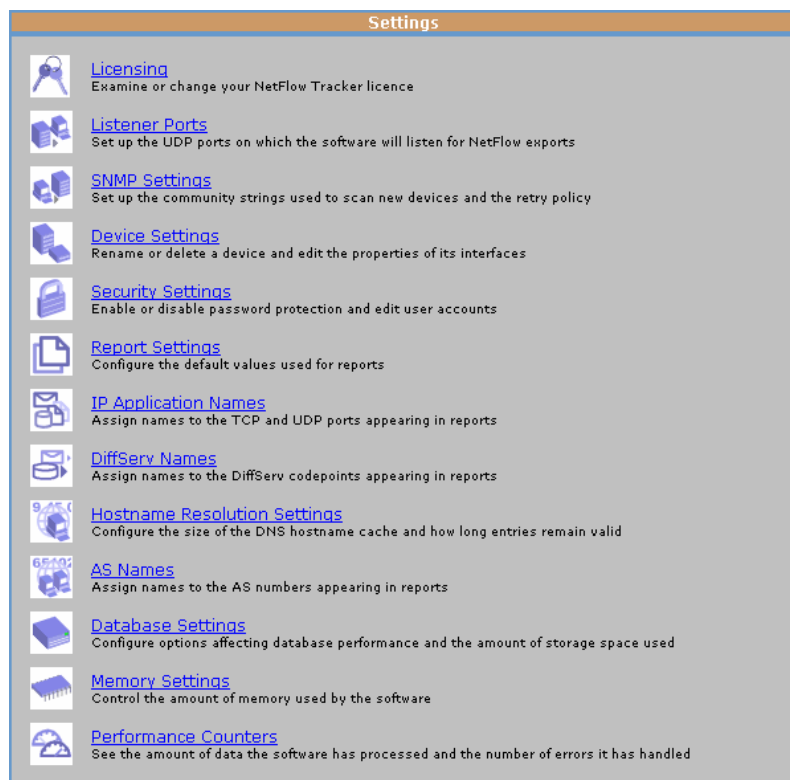 Settings
Licensing
Examine or change your NetFlow Tracker licence
Listener Ports
Set up the UDP ports on which the software will listen for NetFlow exports
SNMP Settings
Set up the community strings used to scan new devices and the retry policy
Device Settings
Rename or delete a device and edit the properties of its interfaces
Security Settings
Enable or disable password protection and edit user accounts
Report Settings
Configure the default values used for reports
IP Application Names
Assign names to the TCP and UDP ports appearing in reports
DiffServ Names
Assign names to the DiffServ codepoints appearing in reports
Hostname Resolution Settings
Configure the size of the DNS hostname cache and how long entries remain valid
AS Names
Assign names to the AS numbers appearing in reports
Database Settings
Configure options affecting database performance and the amount of storage space used
Memory Settings
Control the amount of memory used by the software
Performance Counters
See the amount of data the software has processed and the number of errors it has handled